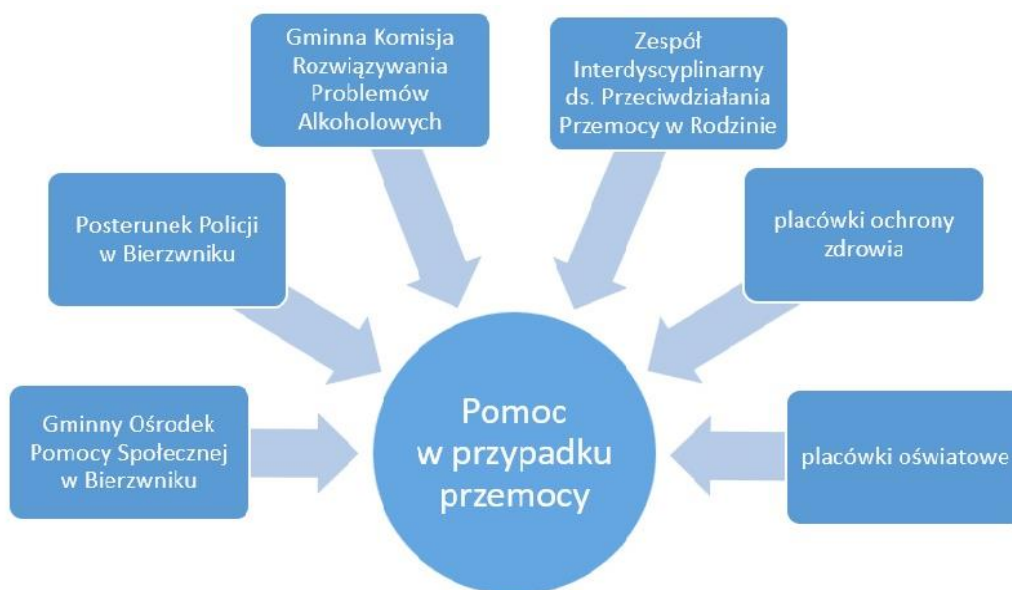 Gminna Komisja
Rozwiązywania
Problemów
Alkoholowych
Zespół
Interdyscyplinarny
ds. Przeciwdziałania
Przemocy w Rodzinie
Posterunek Policji
w Bierzwniku
placówki ochrony
zdrowia
Gminny Ośrodek
Pomocy Społecznej
w Bierzwniku
placówki oświatowe
Pomoc
w przypadku
przemocy